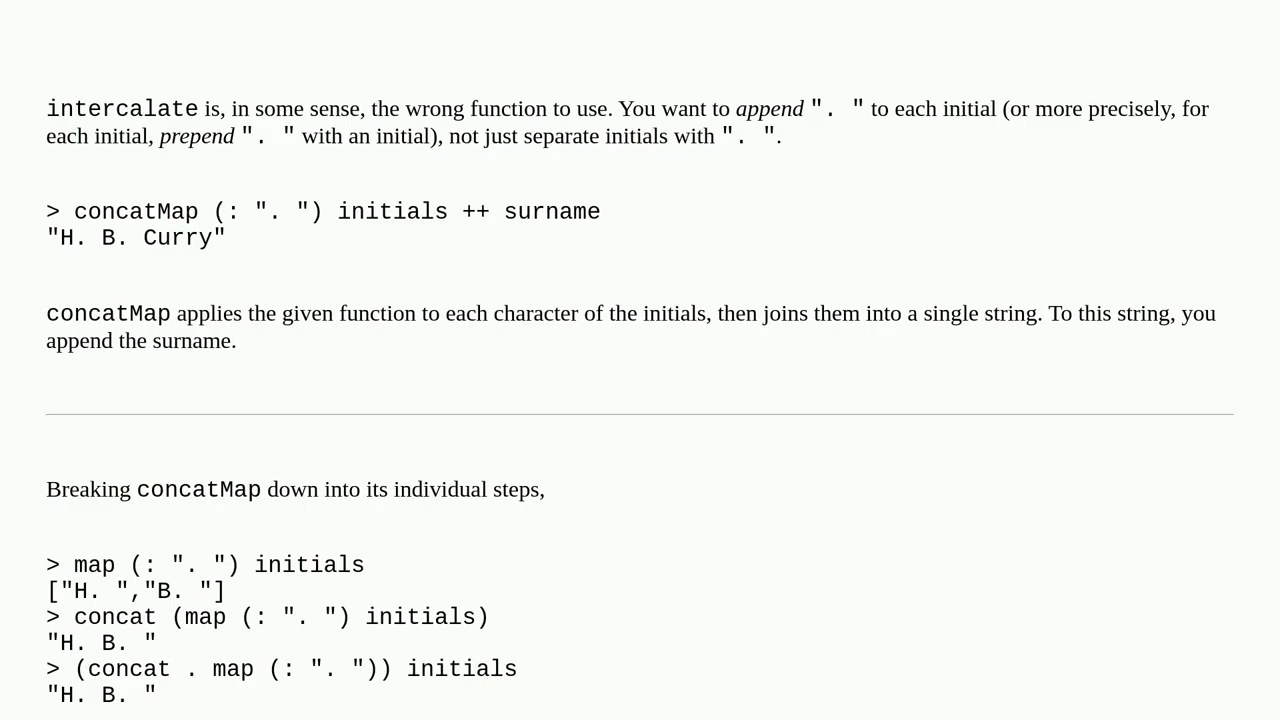 intercalate is, in some sense, the wrong function to use. You want to append ". " to each initial (or more precisely, for
each initial, prepend ". " with an initial), not just separate initials with ". ".
> concatMap (: ". ") initials ++ surname
"H. B. Curry"
concatMap applies the given function to each character of the initials, then joins them into a single string. To this string, you
append the surname.
Breaking concatMap down into its individual steps,
> map (: ". ") initials
["H. ","B. "]
> concat (map (: ". ") initials)
"H. B. "
> (concat . map (: ". ")) initials
"H. B. "